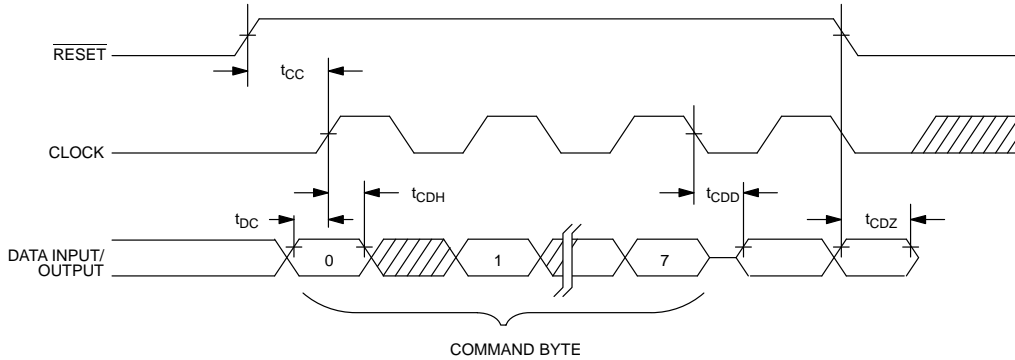 RESET
tCC
CLOCK
tCDH
tCDD
tDC
tCDZ
DATA INPUT/
OUTPUT
0
1
7
COMMAND BYTE